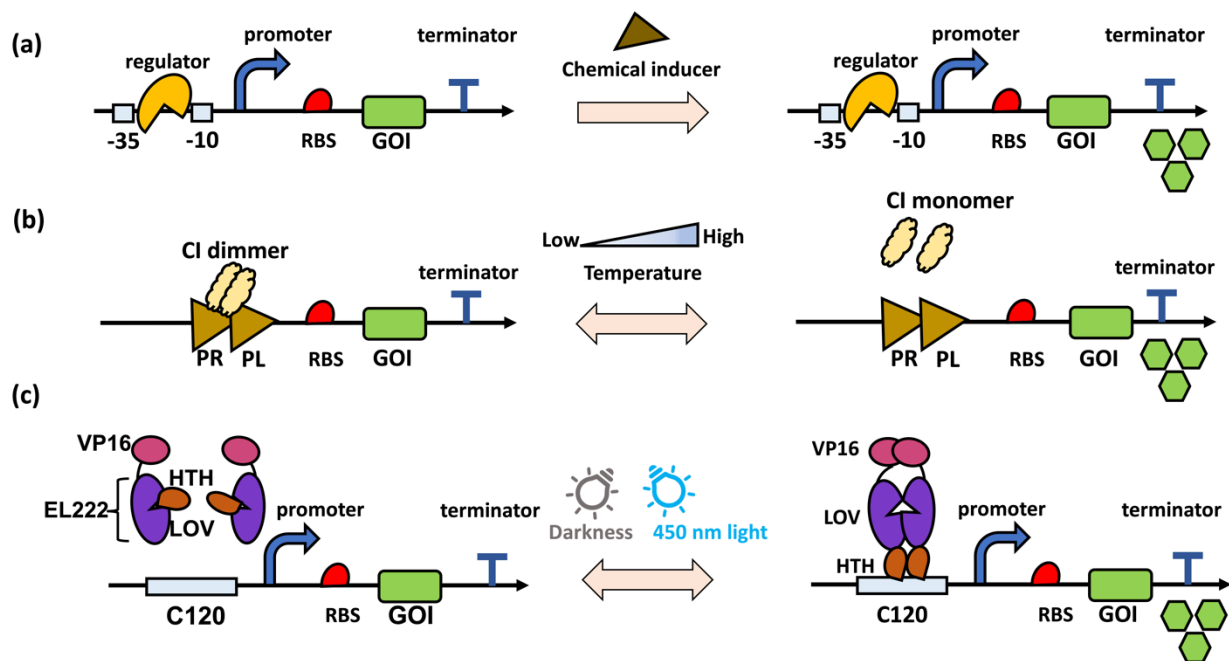 (a)
regulator
promoter
terminator
-35
-10
RBS
GOI
Chemical inducer
regulator
promoter
terminator
-35
-10
RBS
GOI
(b)
CI dimmer
terminator
PR
PL
RBS
GOI
Low
High
Temperature
CI monomer
terminator
PR
PL
RBS
GOI
(c)
VP16
HTH
EL222
LOV
promoter
terminator
C120
RBS
GOI
Darkness
450 nm light
VP16
LOV
HTH
promoter
terminator
C120
RBS
GOI